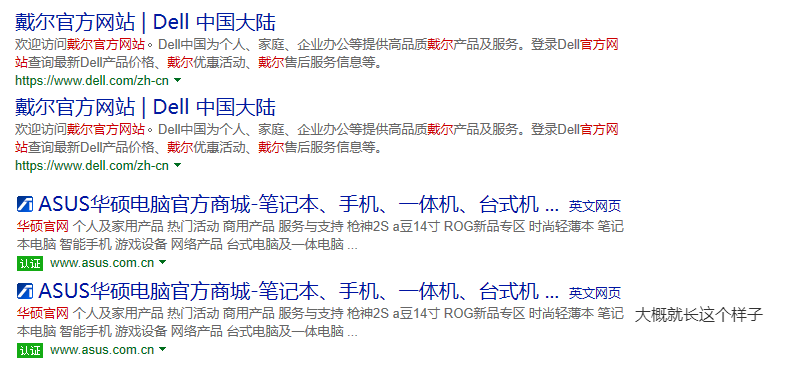 戴尔官方网站 | Dell 中国大陆
欢迎访问戴尔官方网站。Dell中国为个人、家庭、企业办公等提供高品质戴尔产品及服务。登录Dell官方网
站查询最新Dell产品价格、戴尔优惠活动、戴尔售后服务信息等。
https://www.dell.com/zh-cn
戴尔官方网站 | Dell 中国大陆
欢迎访问戴尔官方网站。Dell中国为个人、家庭、企业办公等提供高品质戴尔产品及服务。登录Dell官方网
站查询最新Dell产品价格、戴尔优惠活动、戴尔售后服务信息等。
https://www.dell.com/zh-cn
ASUS华硕电脑官方商城-笔记本、手机、一体机、台式机 ... 英文网页
华硕官网 个人及家用产品 热门活动 商用产品 服务与支持 枪神2S a豆14寸 ROG新品专区 时尚轻薄本 笔记
本电脑 智能手机 游戏设备 网络产品 台式电脑及一体电脑 ...
认证 www.asus.com.cn
ASUS华硕电脑官方商城-笔记本、手机、一体机、台式机 ... 英文网页
华硕官网 个人及家用产品 热门活动 商用产品 服务与支持 枪神2S a豆14寸 ROG新品专区 时尚轻薄本 笔记 大概就长这个样子
本电脑 智能手机 游戏设备 网络产品 台式电脑及一体电脑 ...
认证 www.asus.com.cn